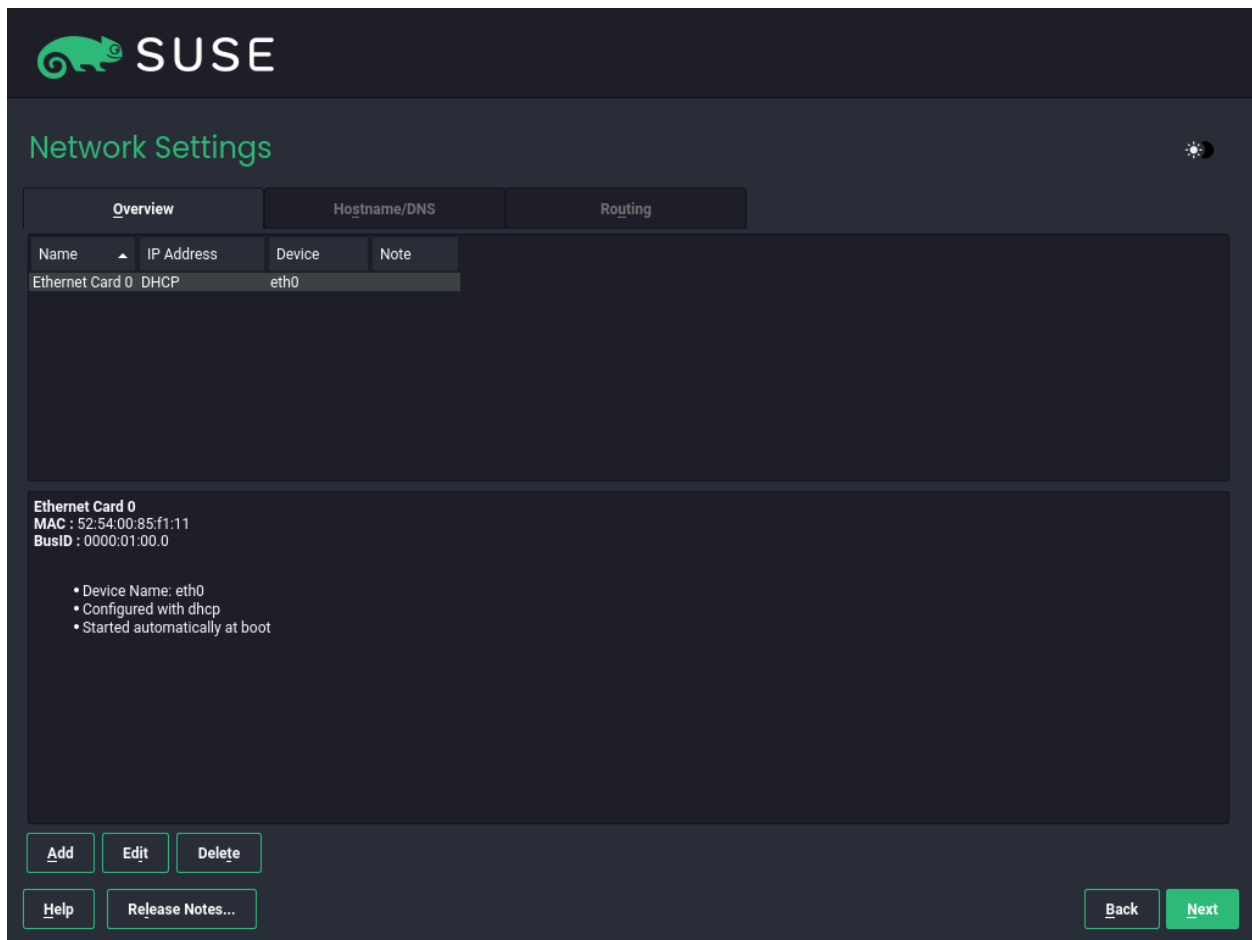 SUSE
Network Settings
Overview Hostname/DNS Routing
Name IP Address Device Note
Ethernet Card 0 DHCP eth0
Ethernet Card 0
MAC : 52:54:00:85:f1:11
BusID : 0000:01:00.0
• Device Name: eth0
• Configured with dhcp
• Started automatically at boot
Add Edit Delete
Help Release Notes... Back Next